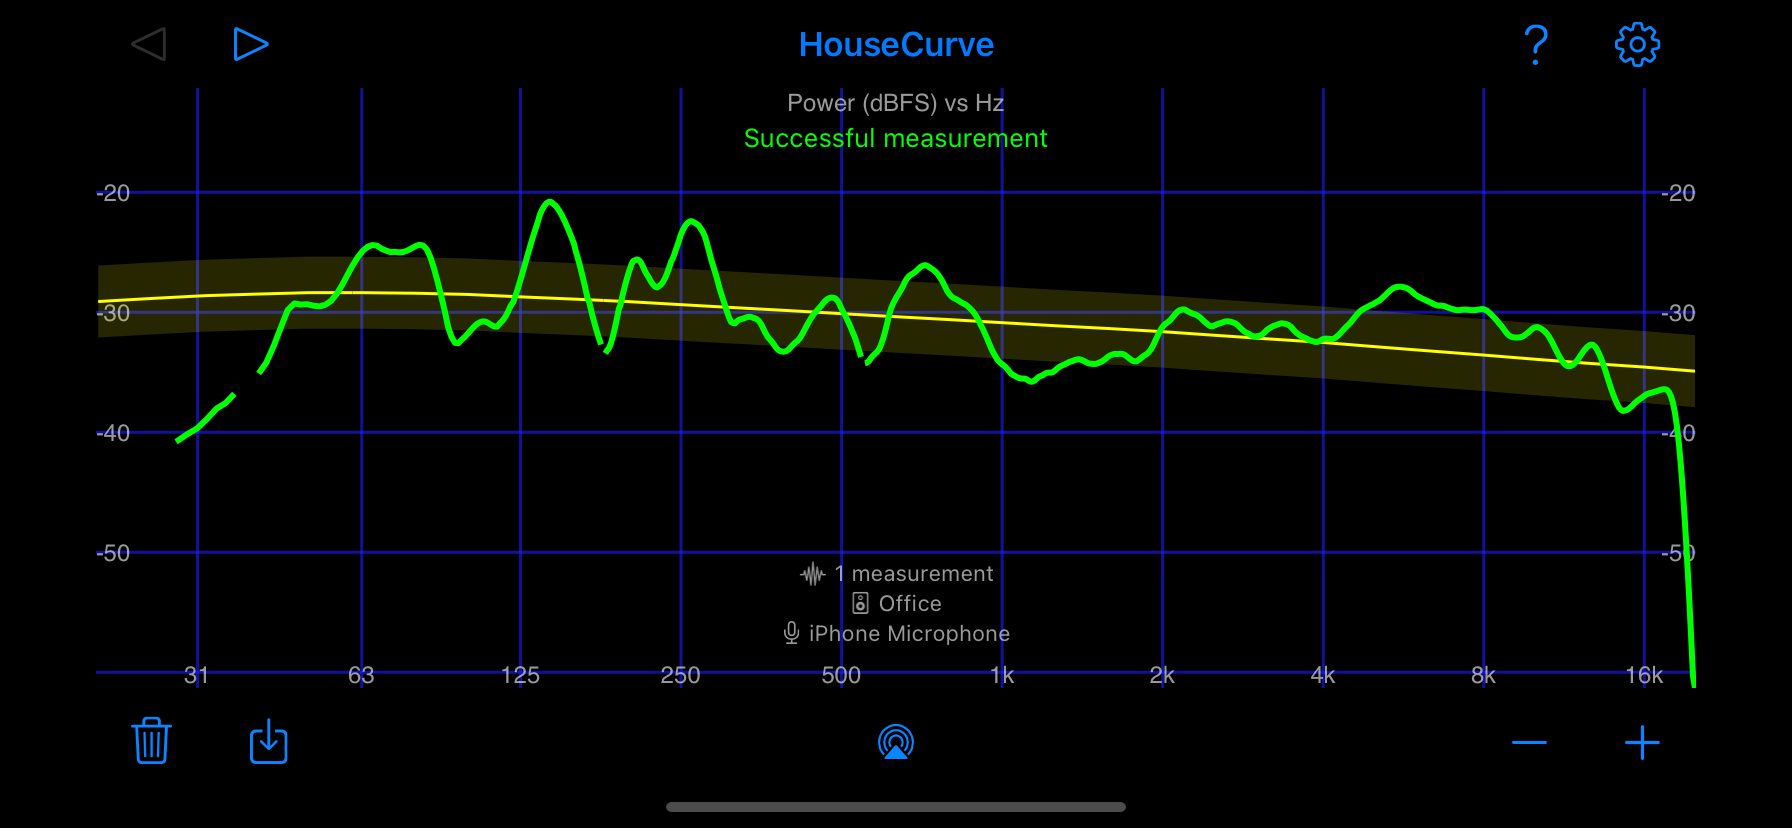 HouseCurve
?
Power (dBFS) vs Hz
Successful measurement
-20 -20
-30 -30
-40 -40
-50 -50
1 measurement
Office
iPhone Microphone
31 63 125 250 500 1k 2k 4k 8k 16k